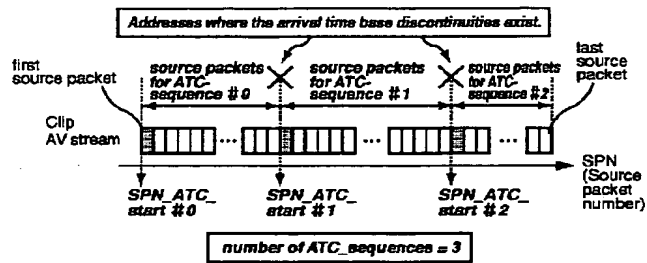 Addresses where the arrival time base discontinuities exist.
first
source packet
source packets
for ATC-
sequence #0
source packets
for ATC-
sequence #1
source packets
for ATC-
sequence #2
last
source
packet
Clip
AV stream
... ... ...
SPN
(Source
packet
number)
SPN_ATC_
start #0
SPN_ATC_
start #1
SPN_ATC_
start #2
number of ATC_sequences = 3